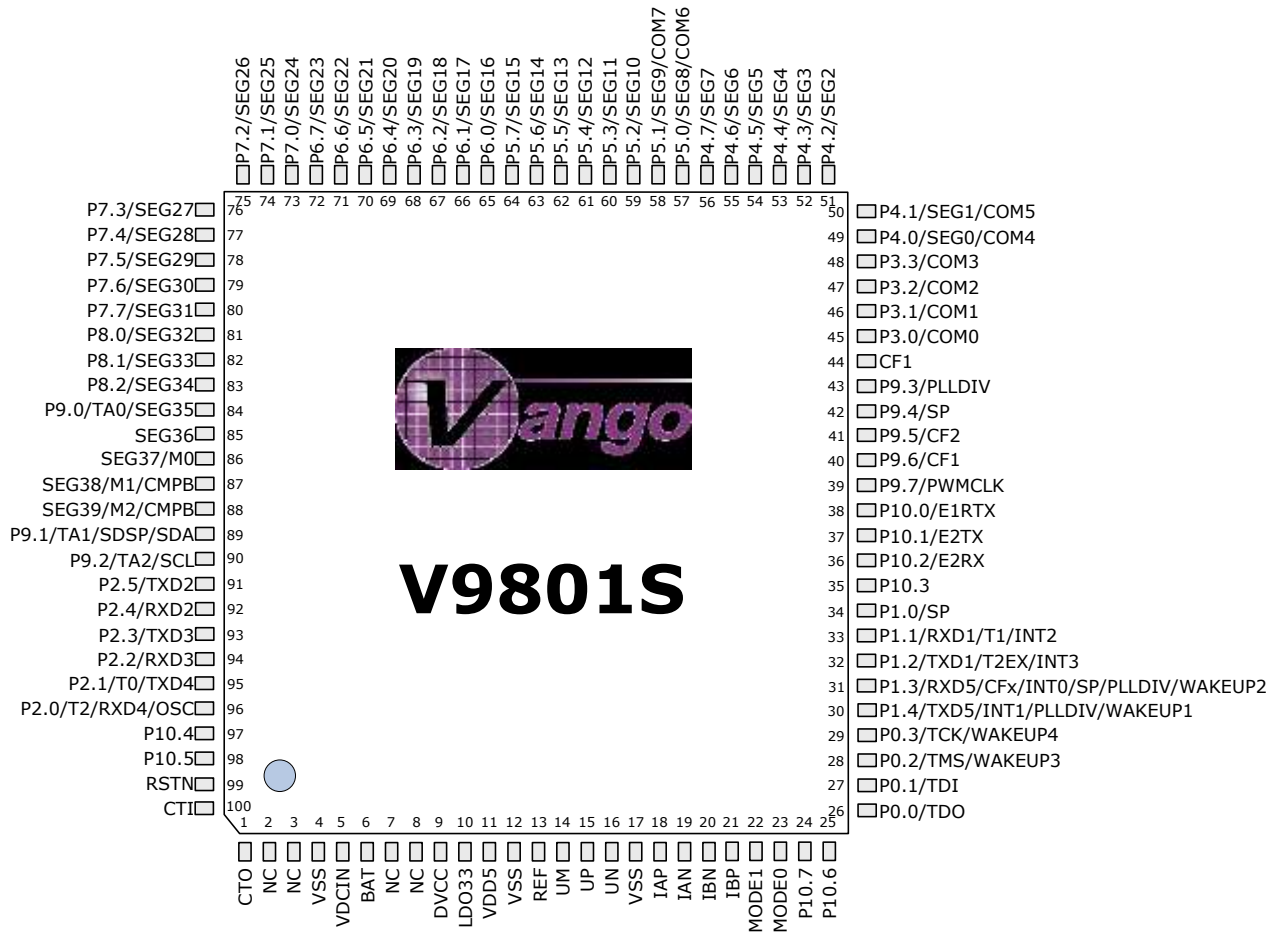 P7.2/SEG26
P7.1/SEG25
P7.0/SEG24
P6.7/SEG23
P6.6/SEG22
P6.5/SEG21
P6.4/SEG20
P6.3/SEG19
P6.2/SEG18
P6.1/SEG17
P6.0/SEG16
P5.7/SEG15
P5.6/SEG14
P5.5/SEG13
P5.4/SEG12
P5.3/SEG11
P5.2/SEG10
P5.1/SEG9/COM7
P5.0/SEG8/COM6
P4.7/SEG7
P4.6/SEG6
P4.5/SEG5
P4.4/SEG4
P4.3/SEG3
P4.2/SEG2
75 74 73 72 71 70 69 68 67 66 65 64 63 62 61 60 59 58 57 56 55 54 53 52 51
P7.3/SEG27 76
P7.4/SEG28 77
P7.5/SEG29 78
P7.6/SEG30 79
P7.7/SEG31 80
P8.0/SEG32 81
P8.1/SEG33 82
P8.2/SEG34 83
P9.0/TA0/SEG35 84
SEG36 85
SEG37/M0 86
SEG38/M1/CMPB 87
SEG39/M2/CMPB 88
P9.1/TA1/SDSP/SDA 89
P9.2/TA2/SCL 90
P2.5/TXD2 91
P2.4/RXD2 92
P2.3/TXD3 93
P2.2/RXD3 94
P2.1/T0/TXD4 95
P2.0/T2/RXD4/OSC 96
P10.4 97
P10.5 98
RSTN 99
CTI 100
Vango
V9801S
50 P4.1/SEG1/COM5
49 P4.0/SEG0/COM4
48 P3.3/COM3
47 P3.2/COM2
46 P3.1/COM1
45 P3.0/COM0
44 CF1
43 P9.3/PLLDIV
42 P9.4/SP
41 P9.5/CF2
40 P9.6/CF1
39 P9.7/PWMCLK
38 P10.0/E1RTX
37 P10.1/E2TX
36 P10.2/E2RX
35 P10.3
34 P1.0/SP
33 P1.1/RXD1/T1/INT2
32 P1.2/TXD1/T2EX/INT3
31 P1.3/RXD5/CFx/INT0/SP/PLLDIV/WAKEUP2
30 P1.4/TXD5/INT1/PLLDIV/WAKEUP1
29 P0.3/TCK/WAKEUP4
28 P0.2/TMS/WAKEUP3
27 P0.1/TDI
26 P0.0/TDO
1 2 3 4 5 6 7 8 9 10 11 12 13 14 15 16 17 18 19 20 21 22 23 24 25
CTO
NC
NC
VSS
VDCIN
BAT
NC
NC
DVCC
LDO33
VDD5
VSS
REF
UM
UP
UN
VSS
IAP
IAN
IBN
IBP
MODE1
MODE0
P10.7
P10.6